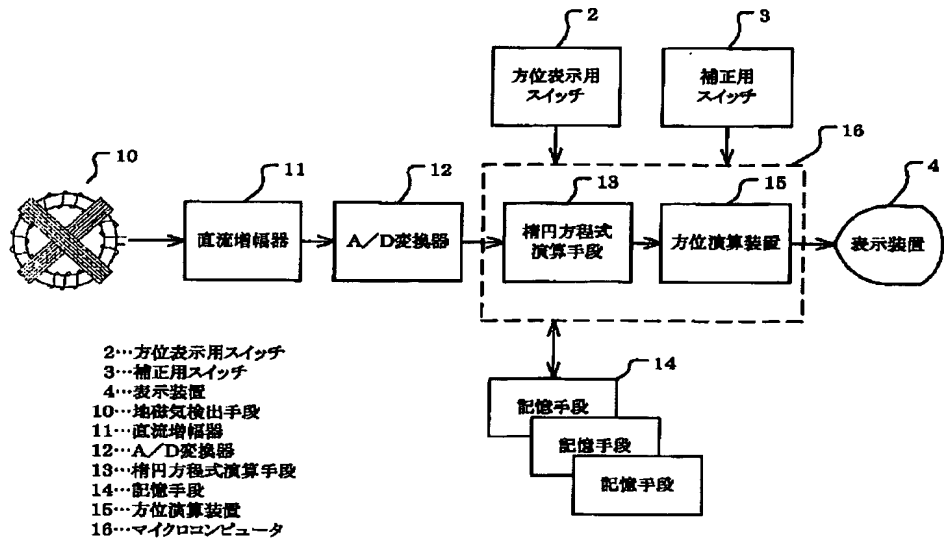 2
3
方位表示用
スイッチ
補正用
スイッチ
16
10
11
12
13
15
4
直流増幅器
A/D変換器
楕円方程式
演算手段
方位演算装置
表示装置
14
記憶手段
記憶手段
記憶手段
2…方位表示用スイッチ
3…補正用スイッチ
4…表示装置
10…地磁気検出手段
11…直流増幅器
12…A/D変換器
13…楕円方程式演算手段
14…記憶手段
15…方位演算装置
16…マイクロコンピュータ